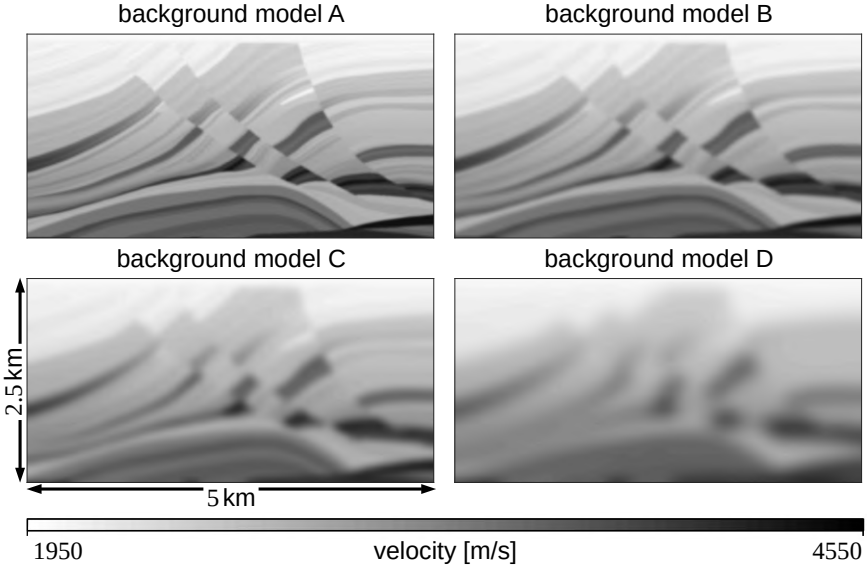 background model A
background model B
background model C
background model D
2.5 km
5 km
1950
velocity [m/s]
4550